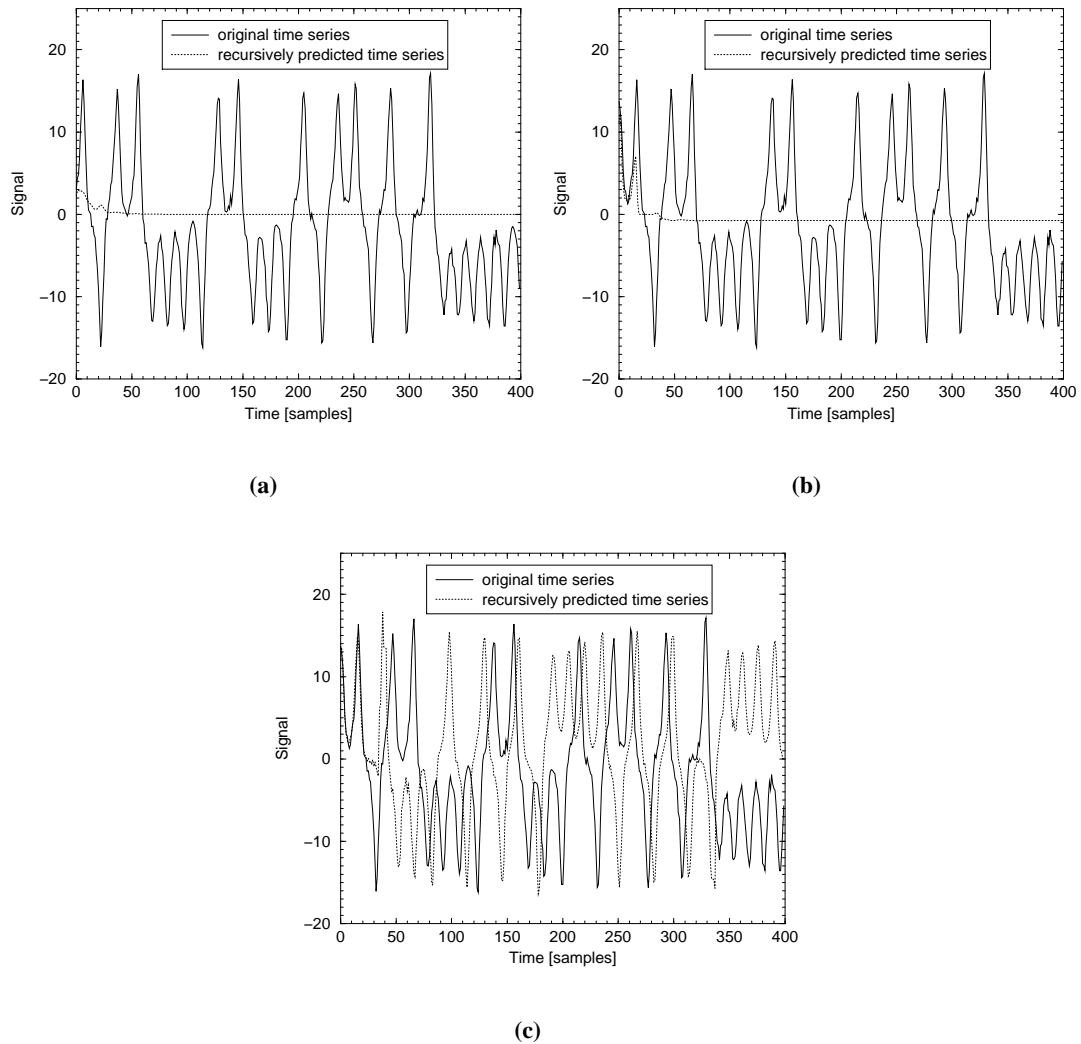 original time series
recursively predicted time series
Signal
20
10
0
–10
–20
0 50 100 150 200 250 300 350 400
Time [samples]
(a)
original time series
recursively predicted time series
Signal
20
10
0
–10
–20
0 50 100 150 200 250 300 350 400
Time [samples]
(b)
original time series
recursively predicted time series
Signal
20
10
0
–10
–20
0 50 100 150 200 250 300 350 400
Time [samples]
(c)